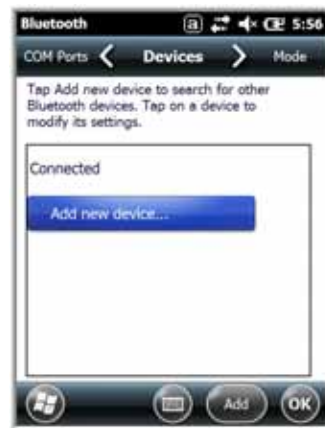 Bluetooth a 5:56
COM Ports Devices Mode
Tap Add new device to search for other
Bluetooth devices. Tap on a device to
modify its settings.
Connected
Add new device...
Add OK